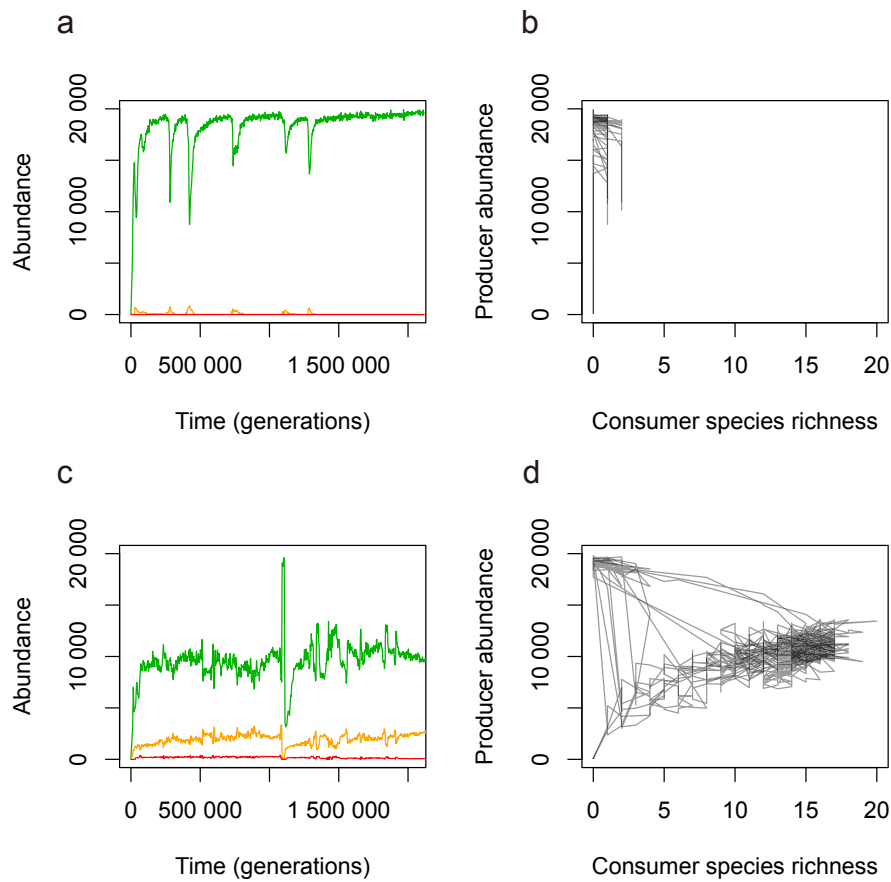 a
20 000
10 000
0
Abundance
0 500 000 1 500 000
Time (generations)
b
20 000
10 000
0
Producer abundance
0 5 10 15 20
Consumer species richness
c
20 000
10 000
0
Abundance
0 500 000 1 500 000
Time (generations)
d
20 000
10 000
0
Producer abundance
0 5 10 15 20
Consumer species richness